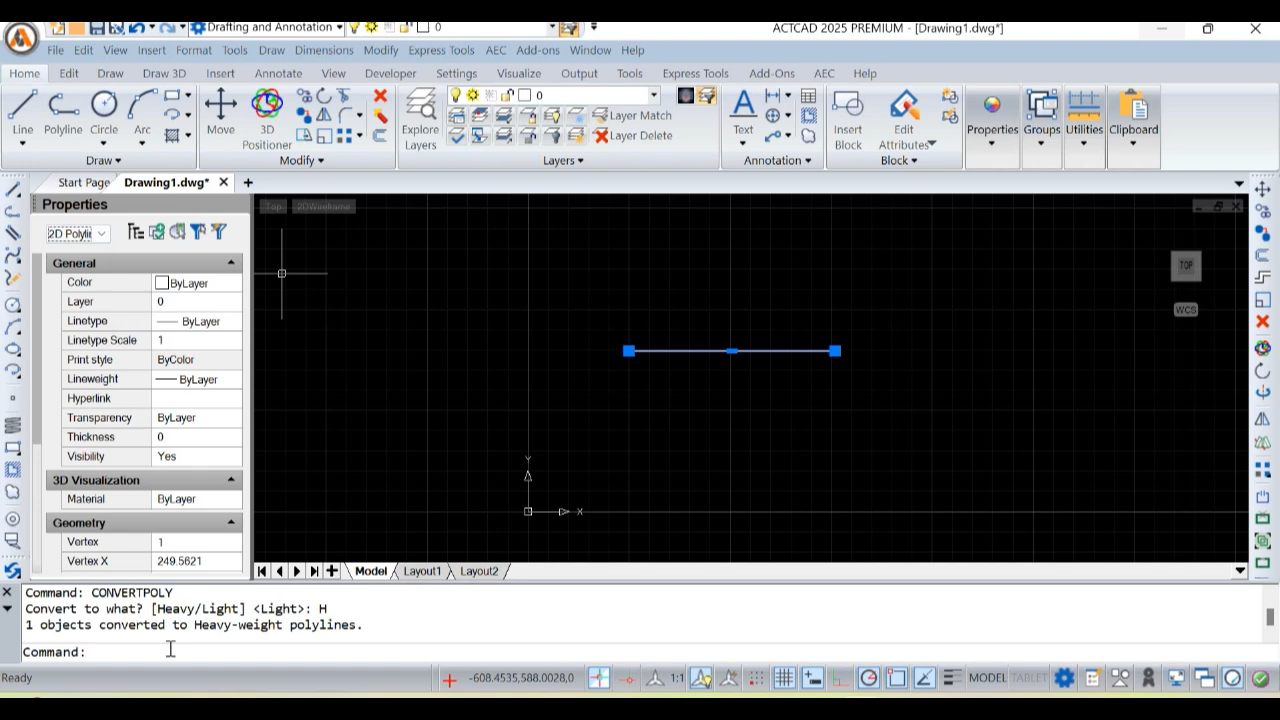 Drafting and Annotation
0
ACTCAD 2025 PREMIUM - [Drawing1.dwg*]
File Edit View Insert Format Tools Draw Dimensions Modify Express Tools AEC Add-ons Window Help
Home Edit Draw Draw 3D Insert Annotate View Developer Settings Visualize Output Tools Express Tools Add-Ons AEC Help
Line Polyline Circle Arc
Move 3D Positioner
Explore Layers
0
Layer Match
Layer Delete
Text
Insert Block
Edit Attributes
Properties Groups Utilities Clipboard
Draw Modify Layers Annotation Block
Start Page Drawing1.dwg*
Properties
2D Polyli
General
Color ByLayer
Layer 0
Linetype ByLayer
Linetype Scale 1
Print style ByColor
Lineweight ByLayer
Hyperlink
Transparency ByLayer
Thickness 0
Visibility Yes
3D Visualization
Material ByLayer
Geometry
Vertex 1
Vertex X 249.5621
Top 2DWireframe
TOP
WCS
Y
X
Model Layout1 Layout2
Command: CONVERTPOLY
Convert to what? [Heavy/Light] <Light>: H
1 objects converted to Heavy-weight polylines.
Command:
Ready
-608.4535,588.0028,0
1:1
MODEL TABLET